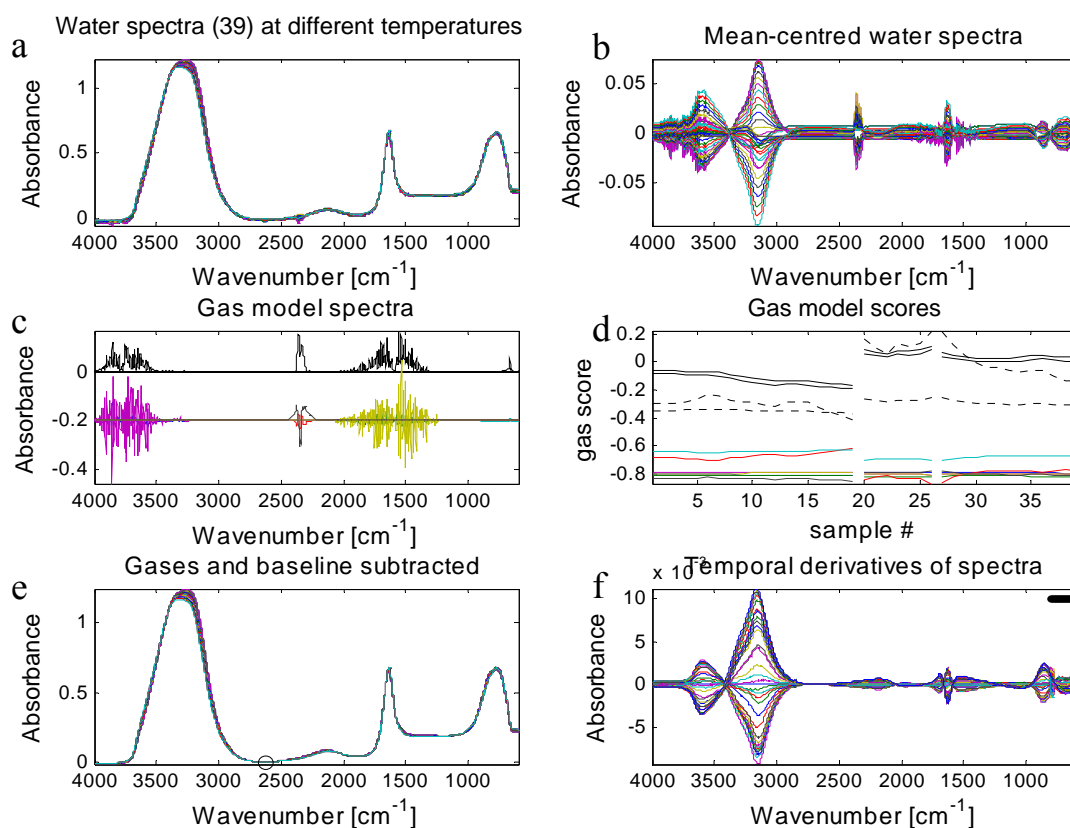 a
Water spectra (39) at different temperatures
Absorbance
1
0.5
0
4000 3500 3000 2500 2000 1500 1000
Wavenumber [cm-1]
b
Mean-centred water spectra
Absorbance
0.05
0
-0.05
4000 3500 3000 2500 2000 1500 1000
Wavenumber [cm-1]
c
Gas model spectra
Absorbance
0
-0.2
-0.4
4000 3500 3000 2500 2000 1500 1000
Wavenumber [cm-1]
d
Gas model scores
gas score
0.2
0
-0.2
-0.4
-0.6
-0.8
5 10 15 20 25 30 35
sample #
e
Gases and baseline subtracted
Absorbance
1
0.5
0
4000 3500 3000 2500 2000 1500 1000
Wavenumber [cm-1]
f
x 10-3
Temporal derivatives of spectra
Absorbance
10
5
0
-5
4000 3500 3000 2500 2000 1500 1000
Wavenumber [cm-1]